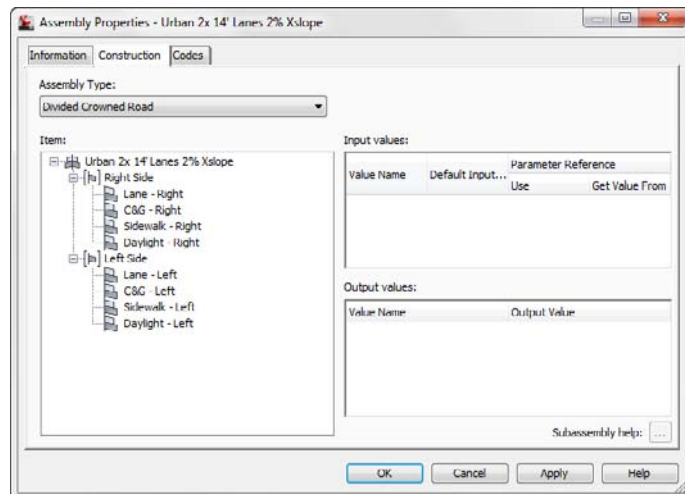 Assembly Properties - Urban 2x 14' Lanes 2% Xslope
Information Construction Codes
Assembly Type:
Divided Crowned Road
Item:
Urban 2x 14' Lanes 2% Xslope
Right Side
Lane - Right
C&G - Right
Sidewalk - Right
Daylight - Right
Left Side
Lane - Left
C&G - Left
Sidewalk - Left
Daylight - Left
Input values:
Value Name Default Input... Parameter Reference
Use Get Value From
Output values:
Value Name Output Value
Subassembly help: ...
OK Cancel Apply Help